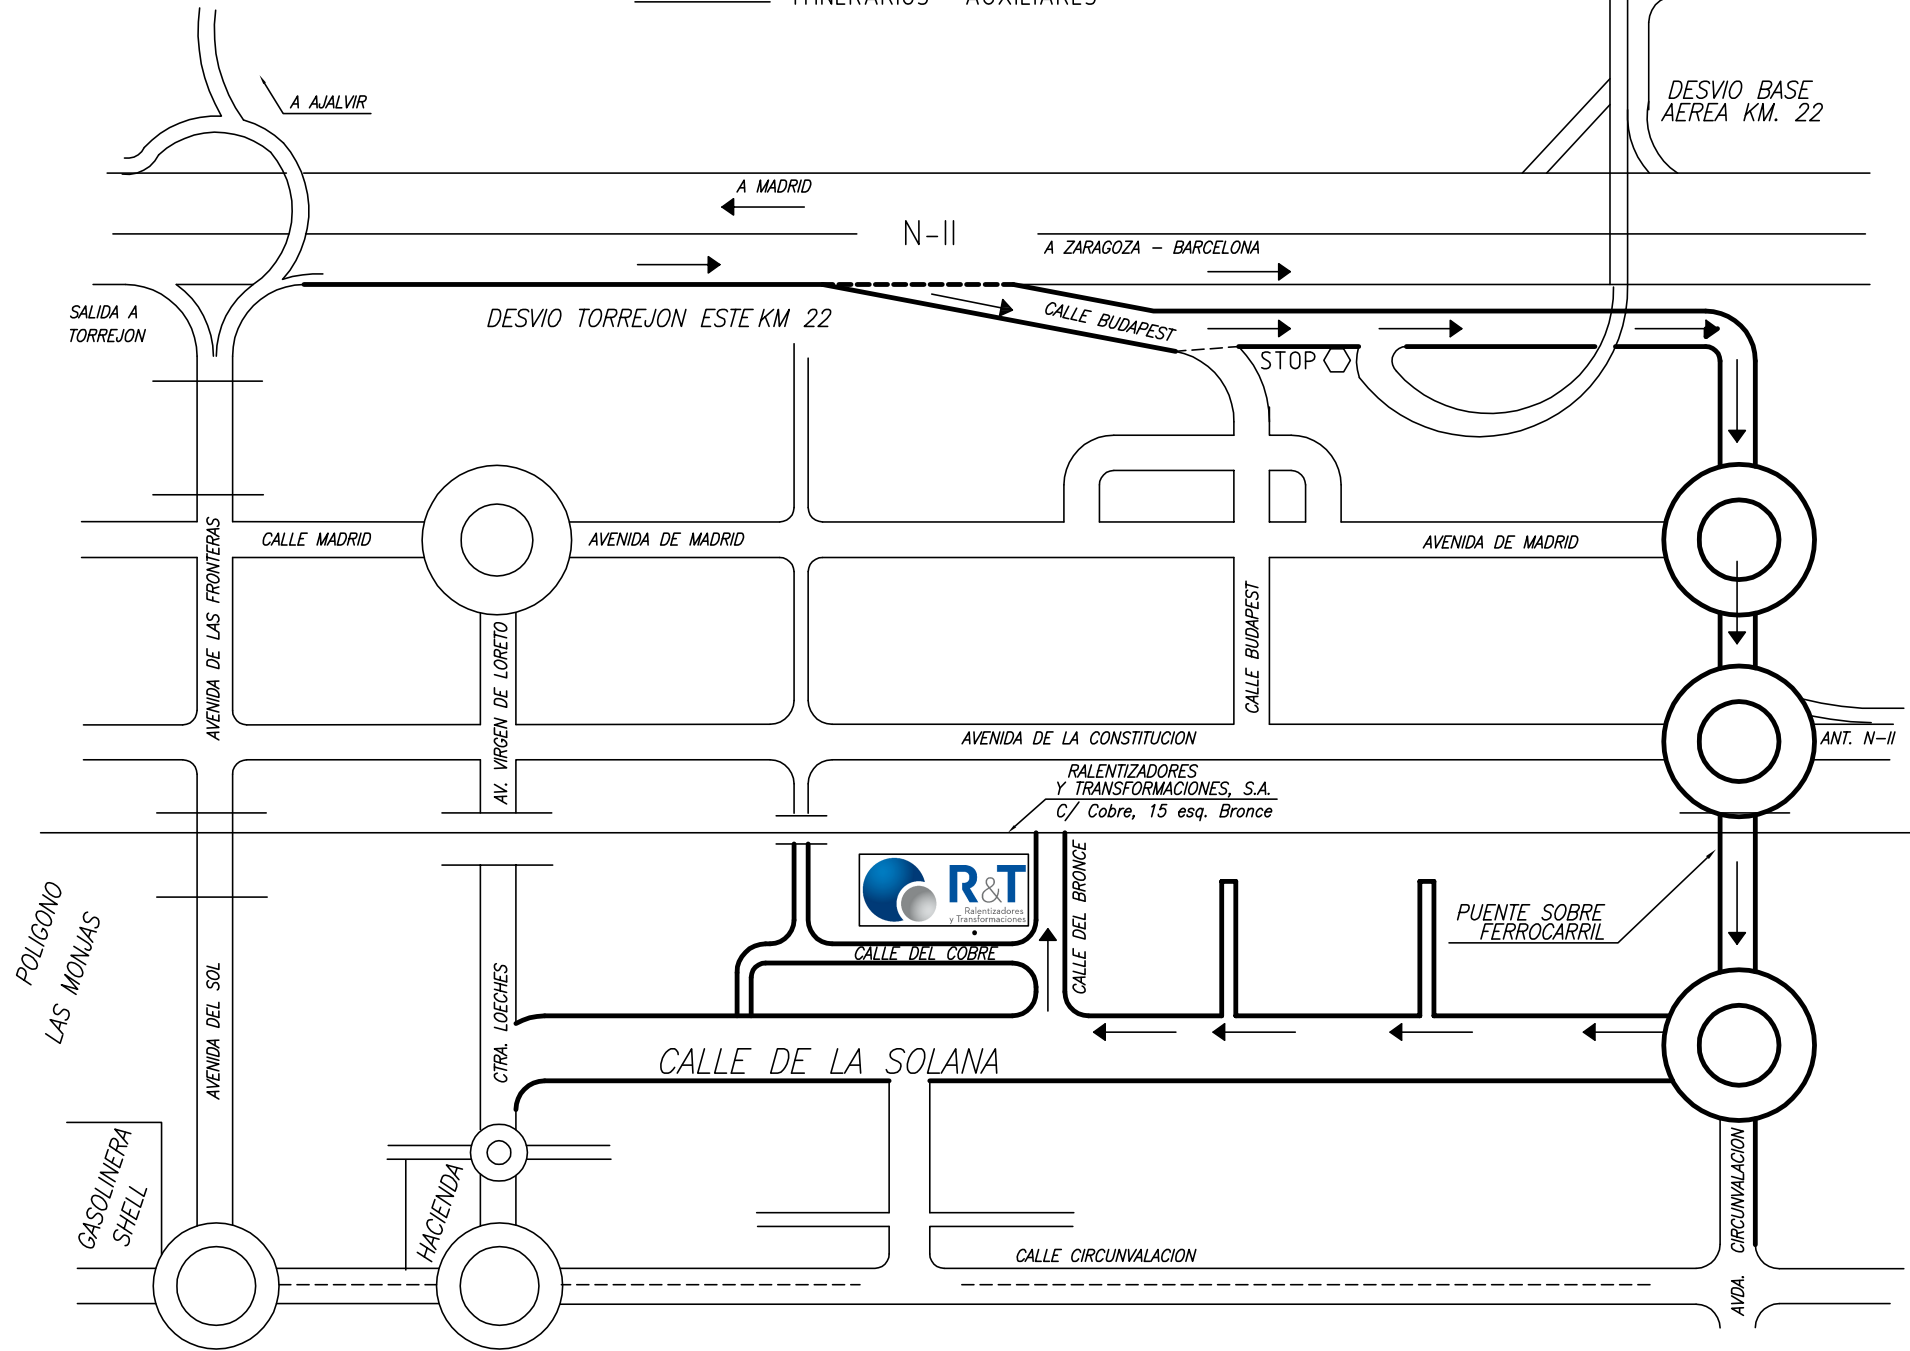 ITINERARIOS AUXILIARES
A AJALVIR
DESVIO BASE
AEREA KM. 22
A MADRID
N-II
A ZARAGOZA - BARCELONA
SALIDA A
TORREJON
DESVIO TORREJON ESTE KM 22
CALLE BUDAPEST
STOP
CALLE MADRID
AVENIDA DE MADRID
AVENIDA DE MADRID
AVENIDA DE LAS FRONTERAS
AV. VIRGEN DE LORETO
CALLE BUDAPEST
AVENIDA DE LA CONSTITUCION
ANT. N-II
RALENTIZADORES
Y TRANSFORMACIONES, S.A.
C/ Cobre, 15 esq. Bronce
R&T
Ralentizadores
y Transformaciones
CALLE DEL BRONCE
CALLE DEL COBRE
PUENTE SOBRE
FERROCARRIL
POLIGONO
LAS MONJAS
AVENIDA DEL SOL
CTRA. LOECHES
CALLE DE LA SOLANA
GASOLINERA
SHELL
HACIENDA
CALLE CIRCUNVALACION
AVDA. CIRCUNVALACION